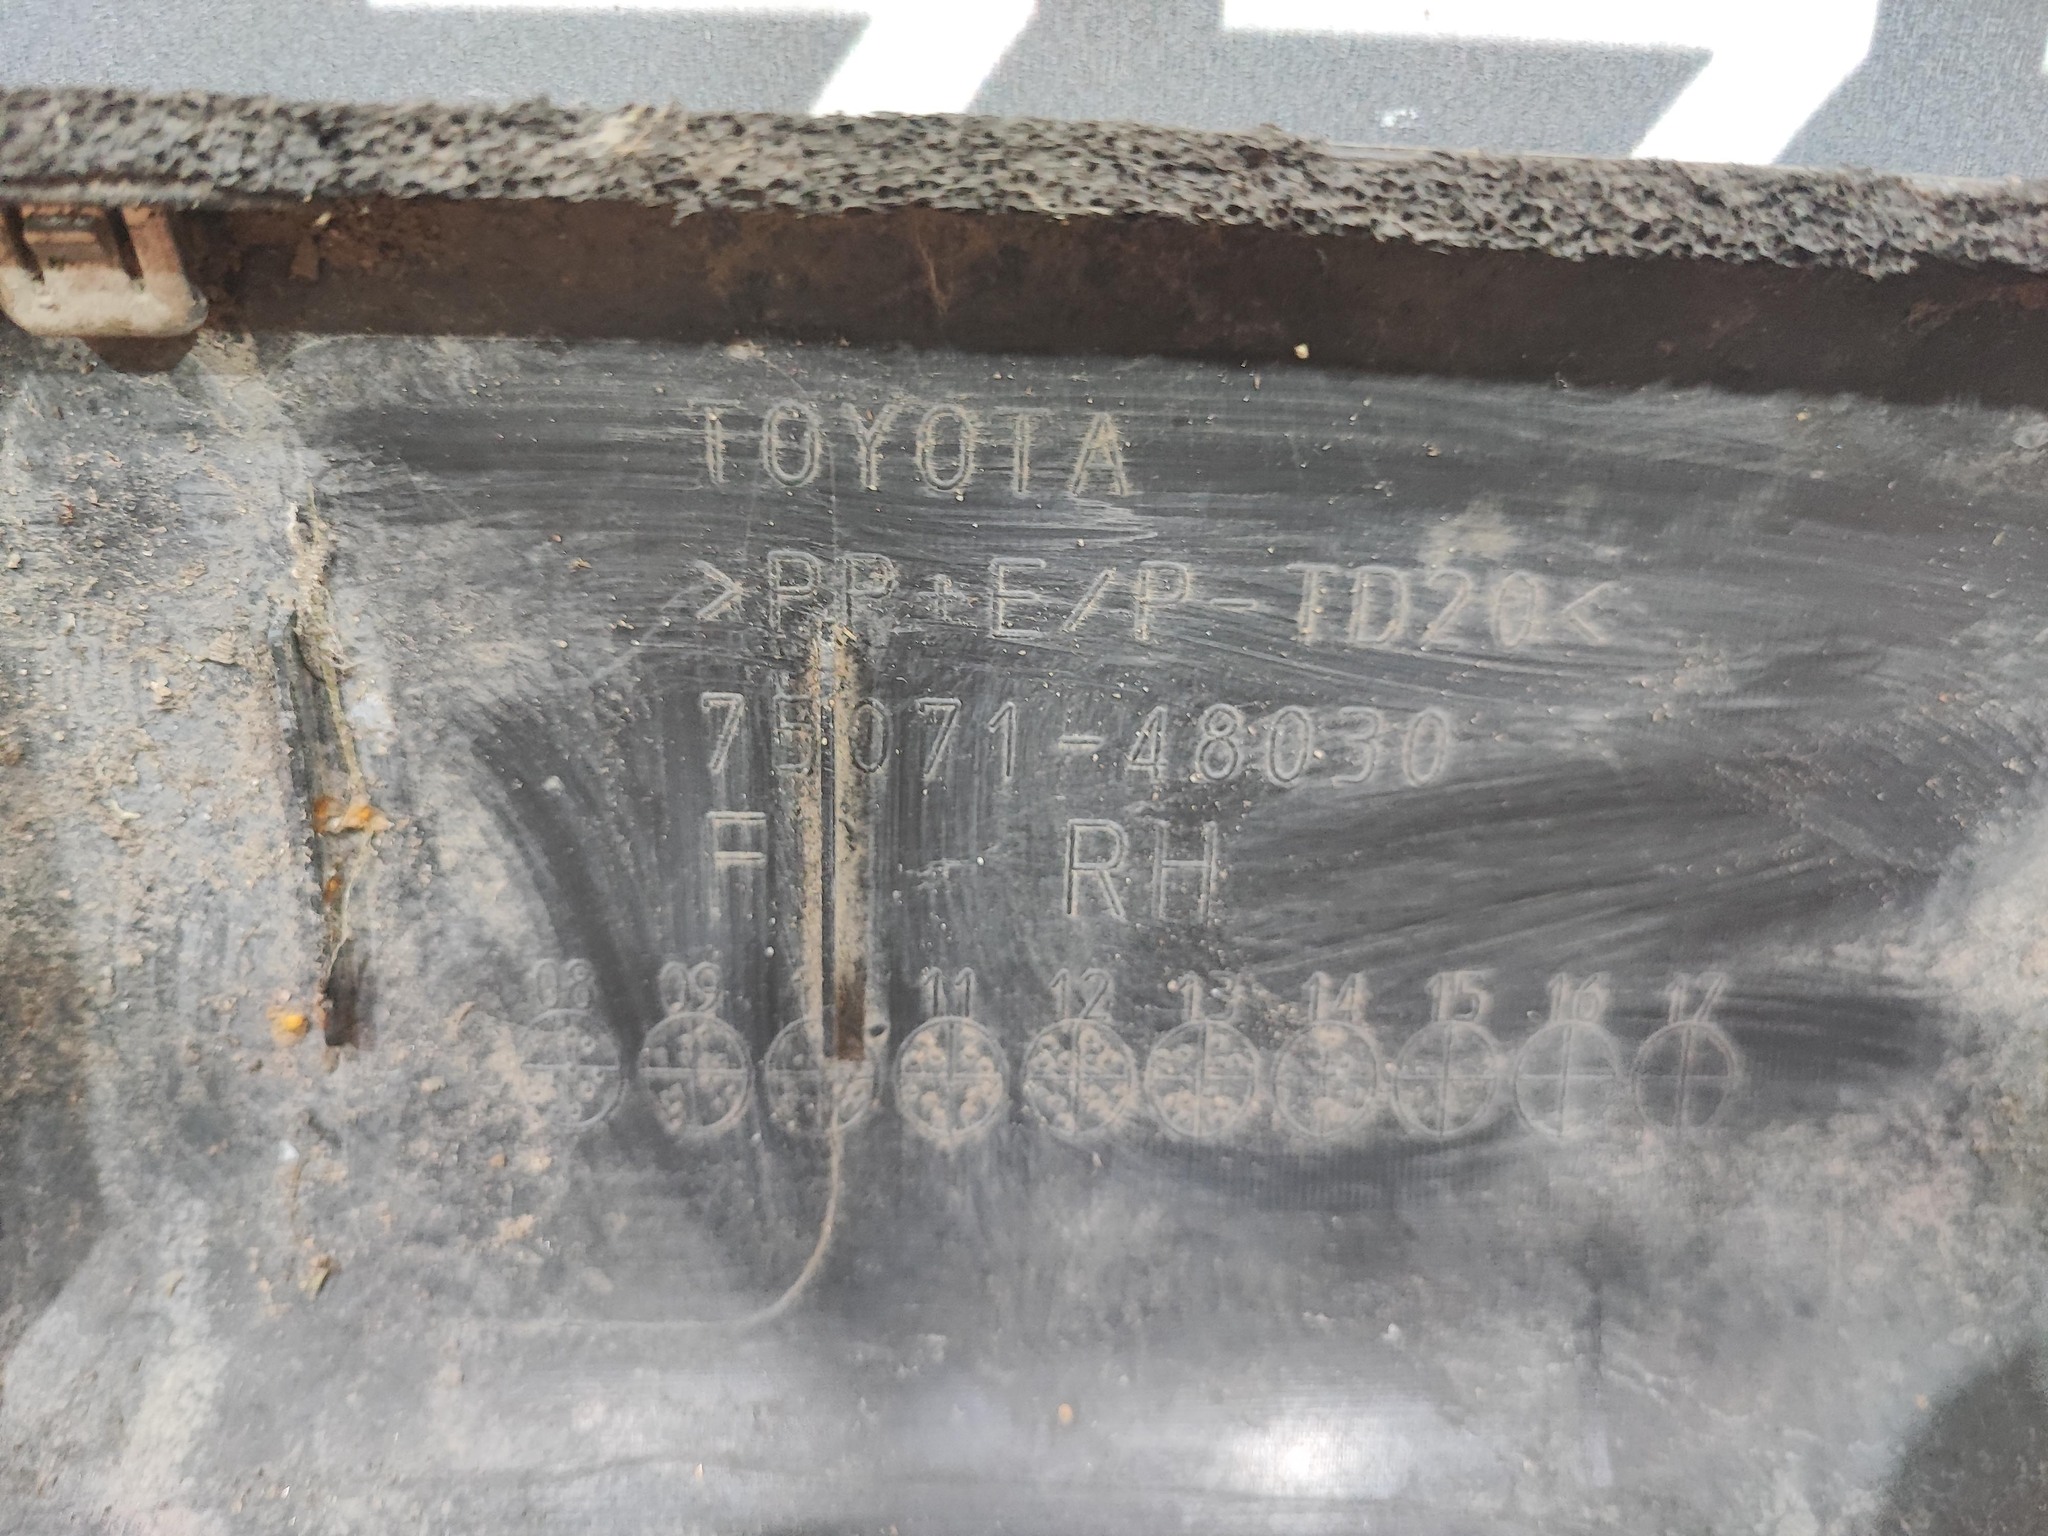 TOYOTA
>PP+E/P-TD20<
75071-48030
F - RH
08 09 11 12 13 14 15 16 17